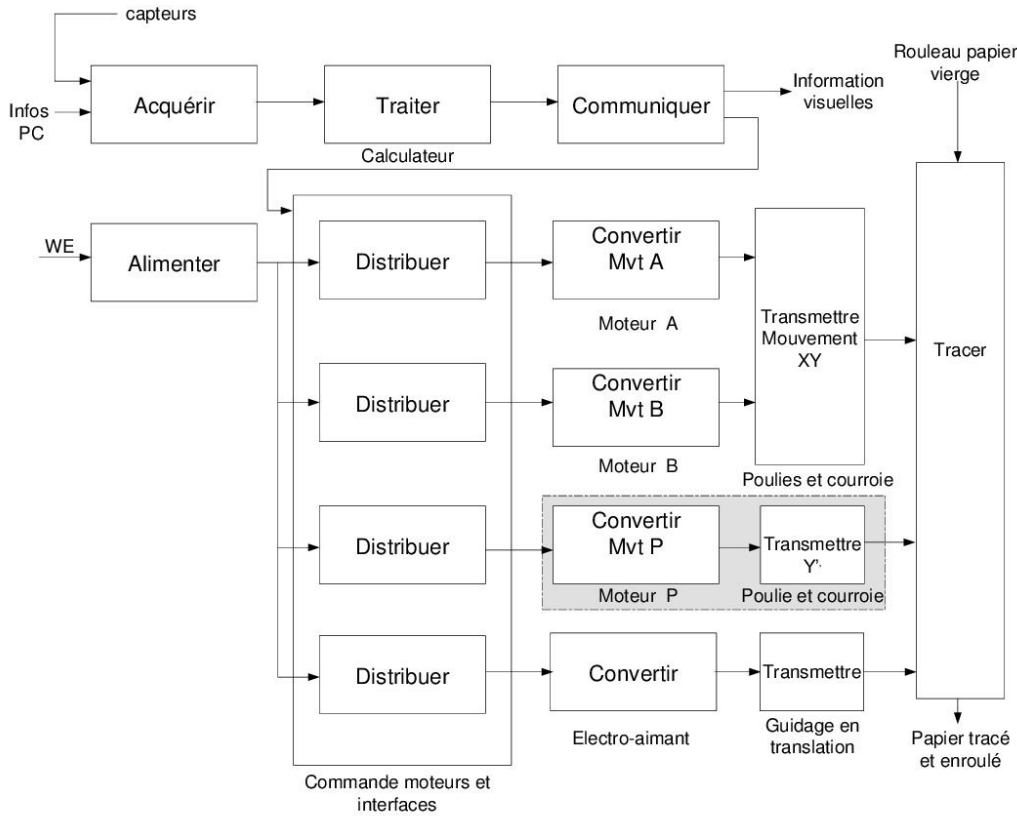 capteurs
Infos
PC
Acquérir
Traiter
Calculateur
Communiquer
Information
visuelles
Rouleau papier
vierge
WE
Alimenter
Distribuer
Convertir
Mvt A
Moteur A
Transmettre
Mouvement
XY
Tracer
Distribuer
Convertir
Mvt B
Moteur B
Poulies et courroie
Distribuer
Convertir
Mvt P
Moteur P
Transmettre
Y'.
Poulie et courroie
Distribuer
Convertir
Electro-aimant
Transmettre
Guidage en
translation
Papier tracé
et enroulé
Commande moteurs et
interfaces